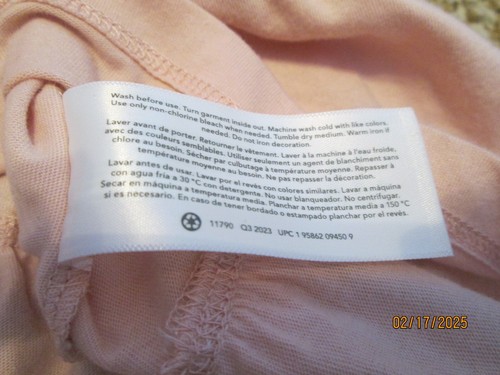 Wash before use. Turn garment inside out. Machine wash cold with like colors.
Use only non-chlorine bleach when needed. Tumble dry medium. Warm iron if
needed. Do not iron decoration.
Laver avant de porter. Retourner le vêtement. Laver à la machine à l'eau froide,
avec des couleurs semblables. Utiliser seulement un agent de blanchiment sans
chlore au besoin. Sécher par culbutage à température moyenne. Repasser à
température moyenne au besoin. Ne pas repasser la décoration.
Lavar antes de usar. Lavar por el revés con colores similares. Lavar a máquina
con agua fría a 30 °C con detergente. No usar blanqueador. No centrifugar.
Secar en máquina a temperatura media. Planchar a temperatura media a 150 °C
si es necesario. En caso de tener bordado o estampado planchar por el revés.
11790 Q3 2023 UPC 1 95862 09450 9
02/17/2025